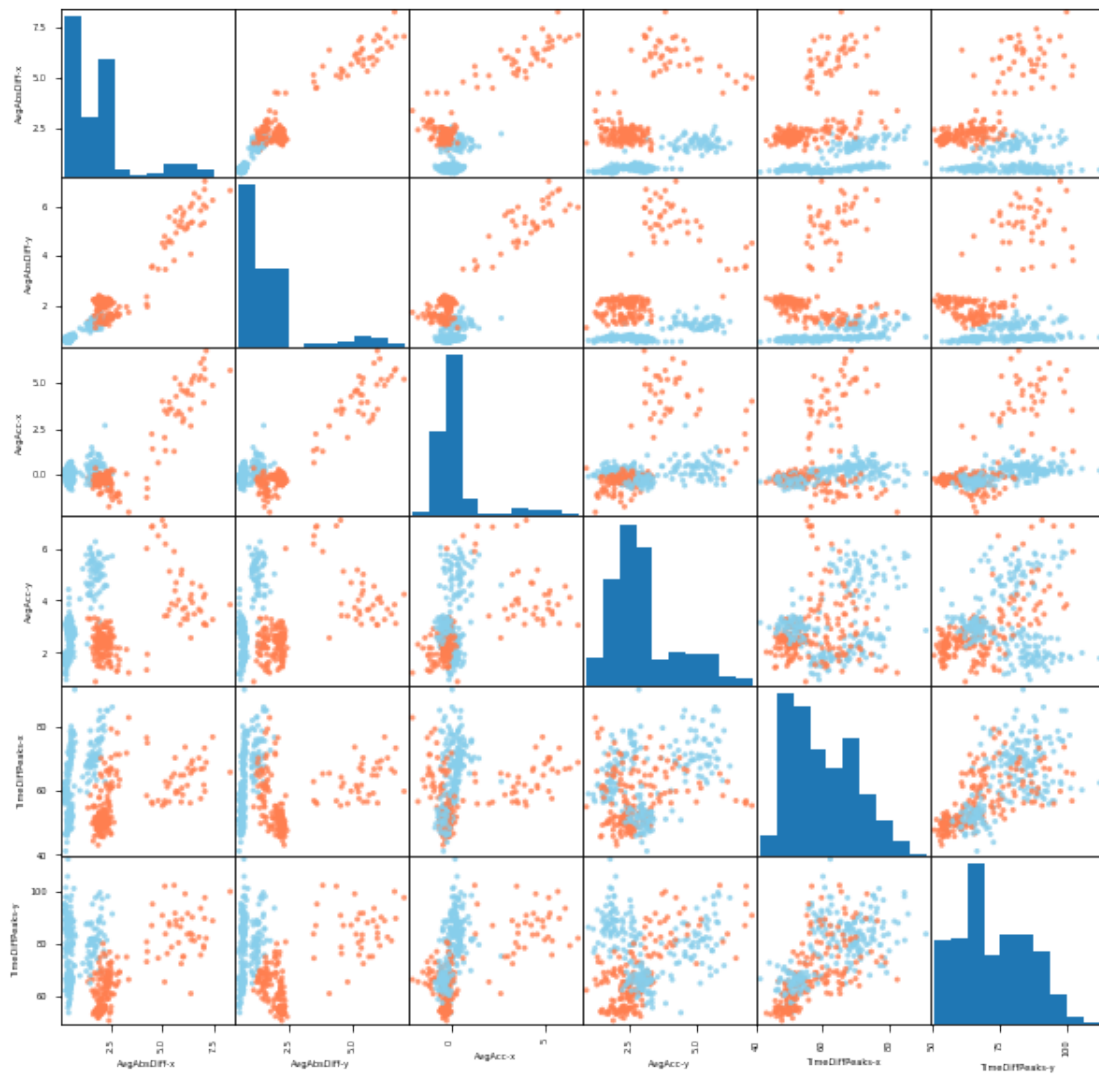 7.5
5.0
2.5
AvgAbsDiff-x
6
4
2
AvgAbsDiff-y
5.0
2.5
0.0
AvgAcc-x
6
4
2
AvgAcc-y
80
60
40
TimeDiffPeaks-x
100
80
60
TimeDiffPeaks-y
2.5 5.0 7.5 2.5 5.0 0 5 2.5 5.0 60 80 50 75 100
AvgAbsDiff-x AvgAbsDiff-y AvgAcc-x AvgAcc-y TimeDiffPeaks-x TimeDiffPeaks-y